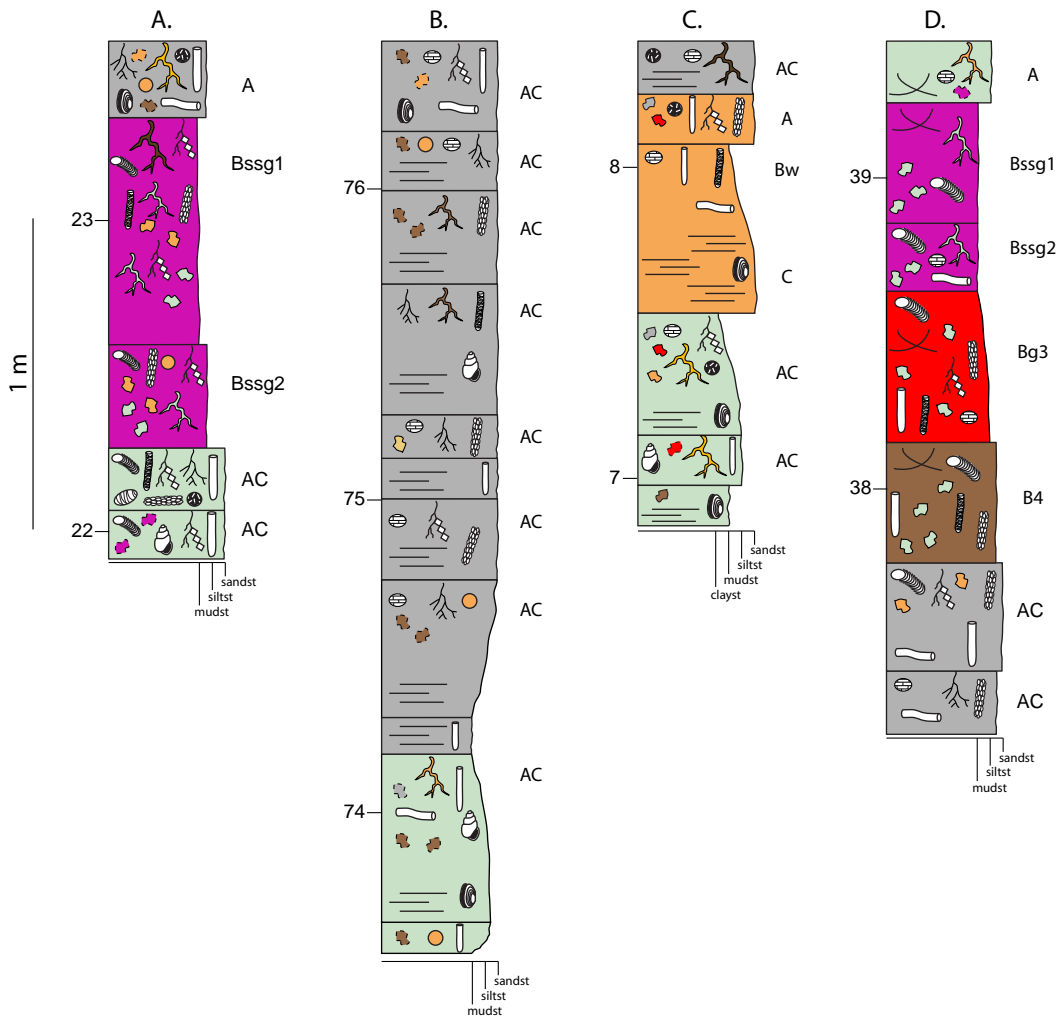 A.
A
Bssg1
23
Bssg2
AC
22
AC
sandst
siltst
mudst
1 m
B.
AC
76
AC
AC
AC
AC
75
AC
AC
AC
74
sandst
siltst
mudst
C.
AC
A
8
Bw
C
AC
7
AC
sandst
siltst
mudst
clayst
D.
A
Bssg1
39
Bssg2
Bg3
38
B4
AC
AC
sandst
siltst
mudst